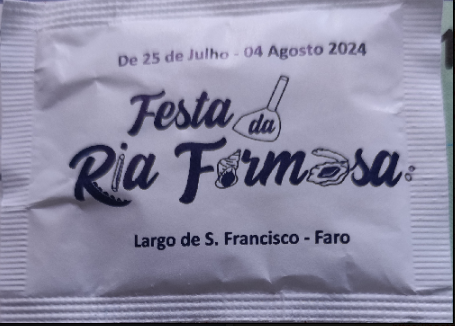 De 25 de Julho - 04 Agosto 2024
Festa da
Ria Formosa
Largo de S. Francisco - Faro